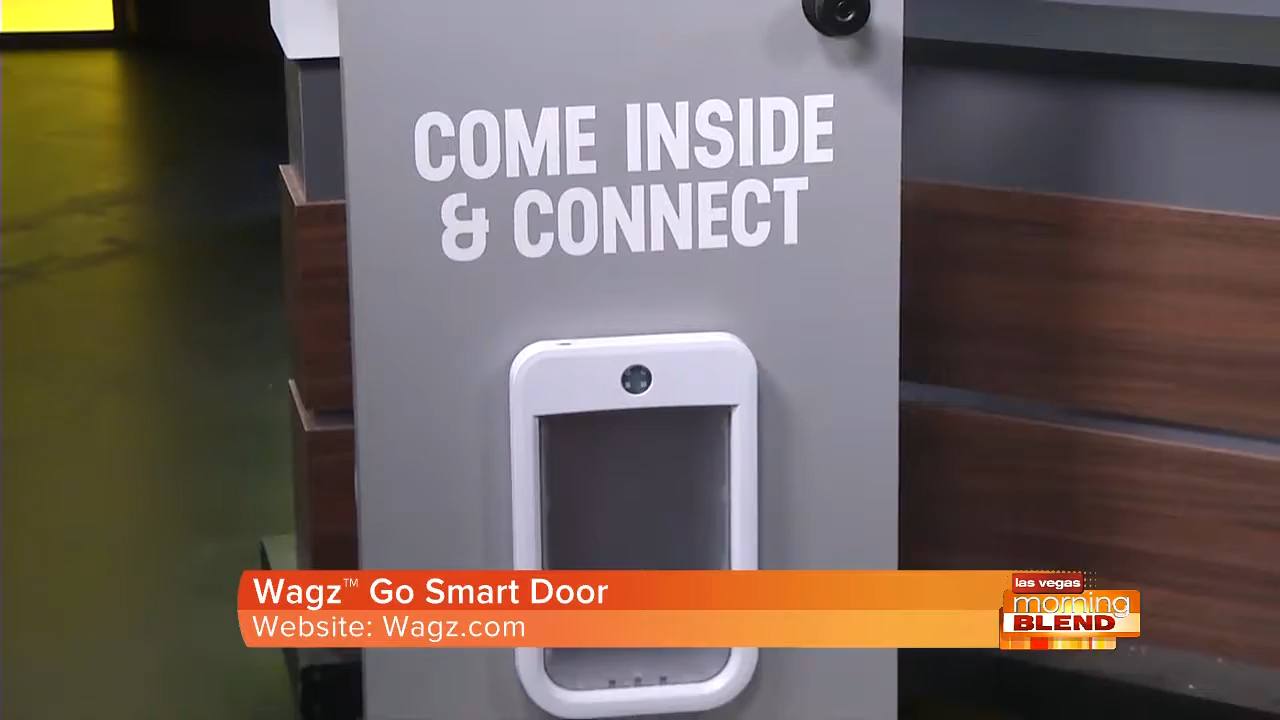 COME INSIDE
& CONNECT
Wagz™ Go Smart Door
Website: Wagz.com
las vegas
morning
BLEND